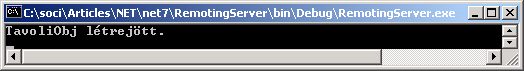 C:\soci\Articles\NET\net7\RemotingServer\bin\Debug\RemotingServer.exe
TavoliObj létrejött.